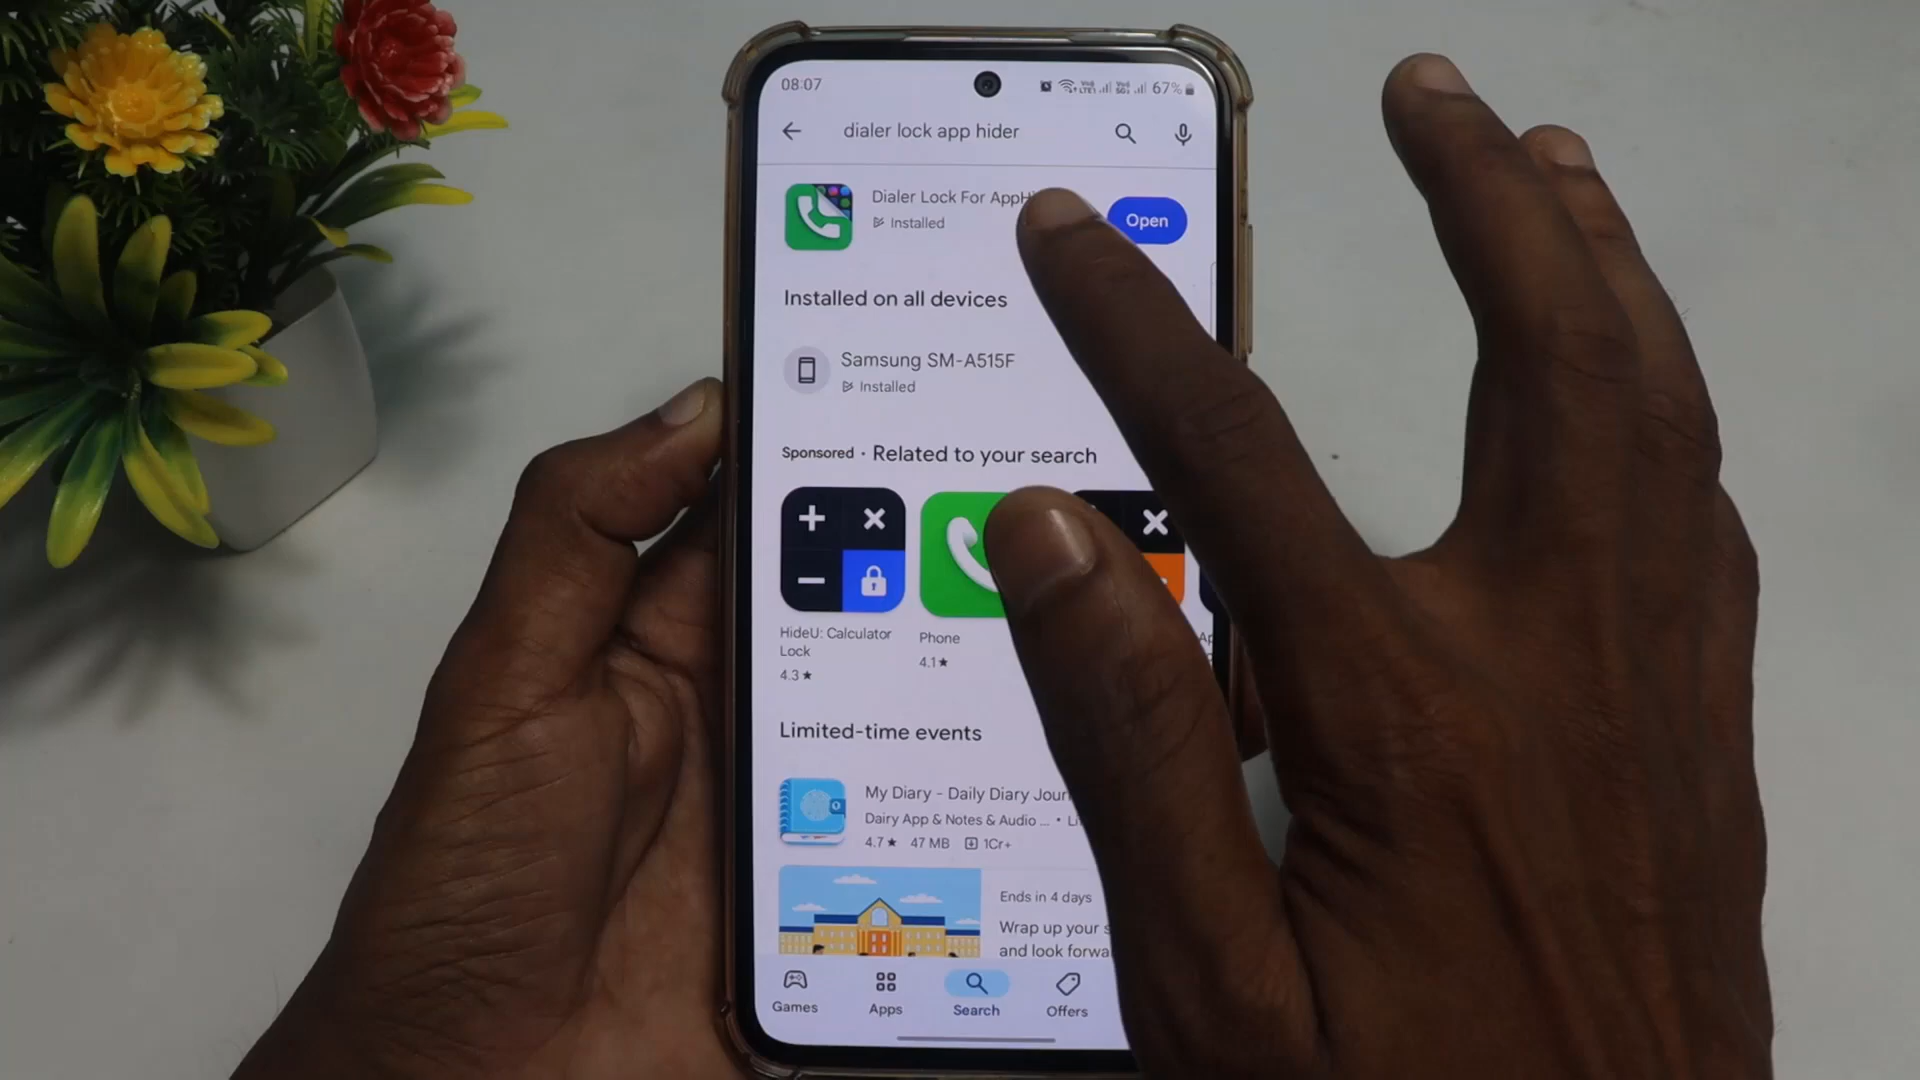 08:07 67%
dialer lock app hider
Dialer Lock For
Installed
Open
Installed on all devices
Samsung SM-A515F
Installed
Sponsored · Related to your search
HideU: Calculator
Lock
4.3★
Phone
4.1★
Limited-time events
My Diary - Daily Diary
Dairy App & Notes & Audio ... •
4.7★ 47 MB 1Cr+
Ends in 4 days
Wrap up your
and look
Games
Apps
Search
Offers